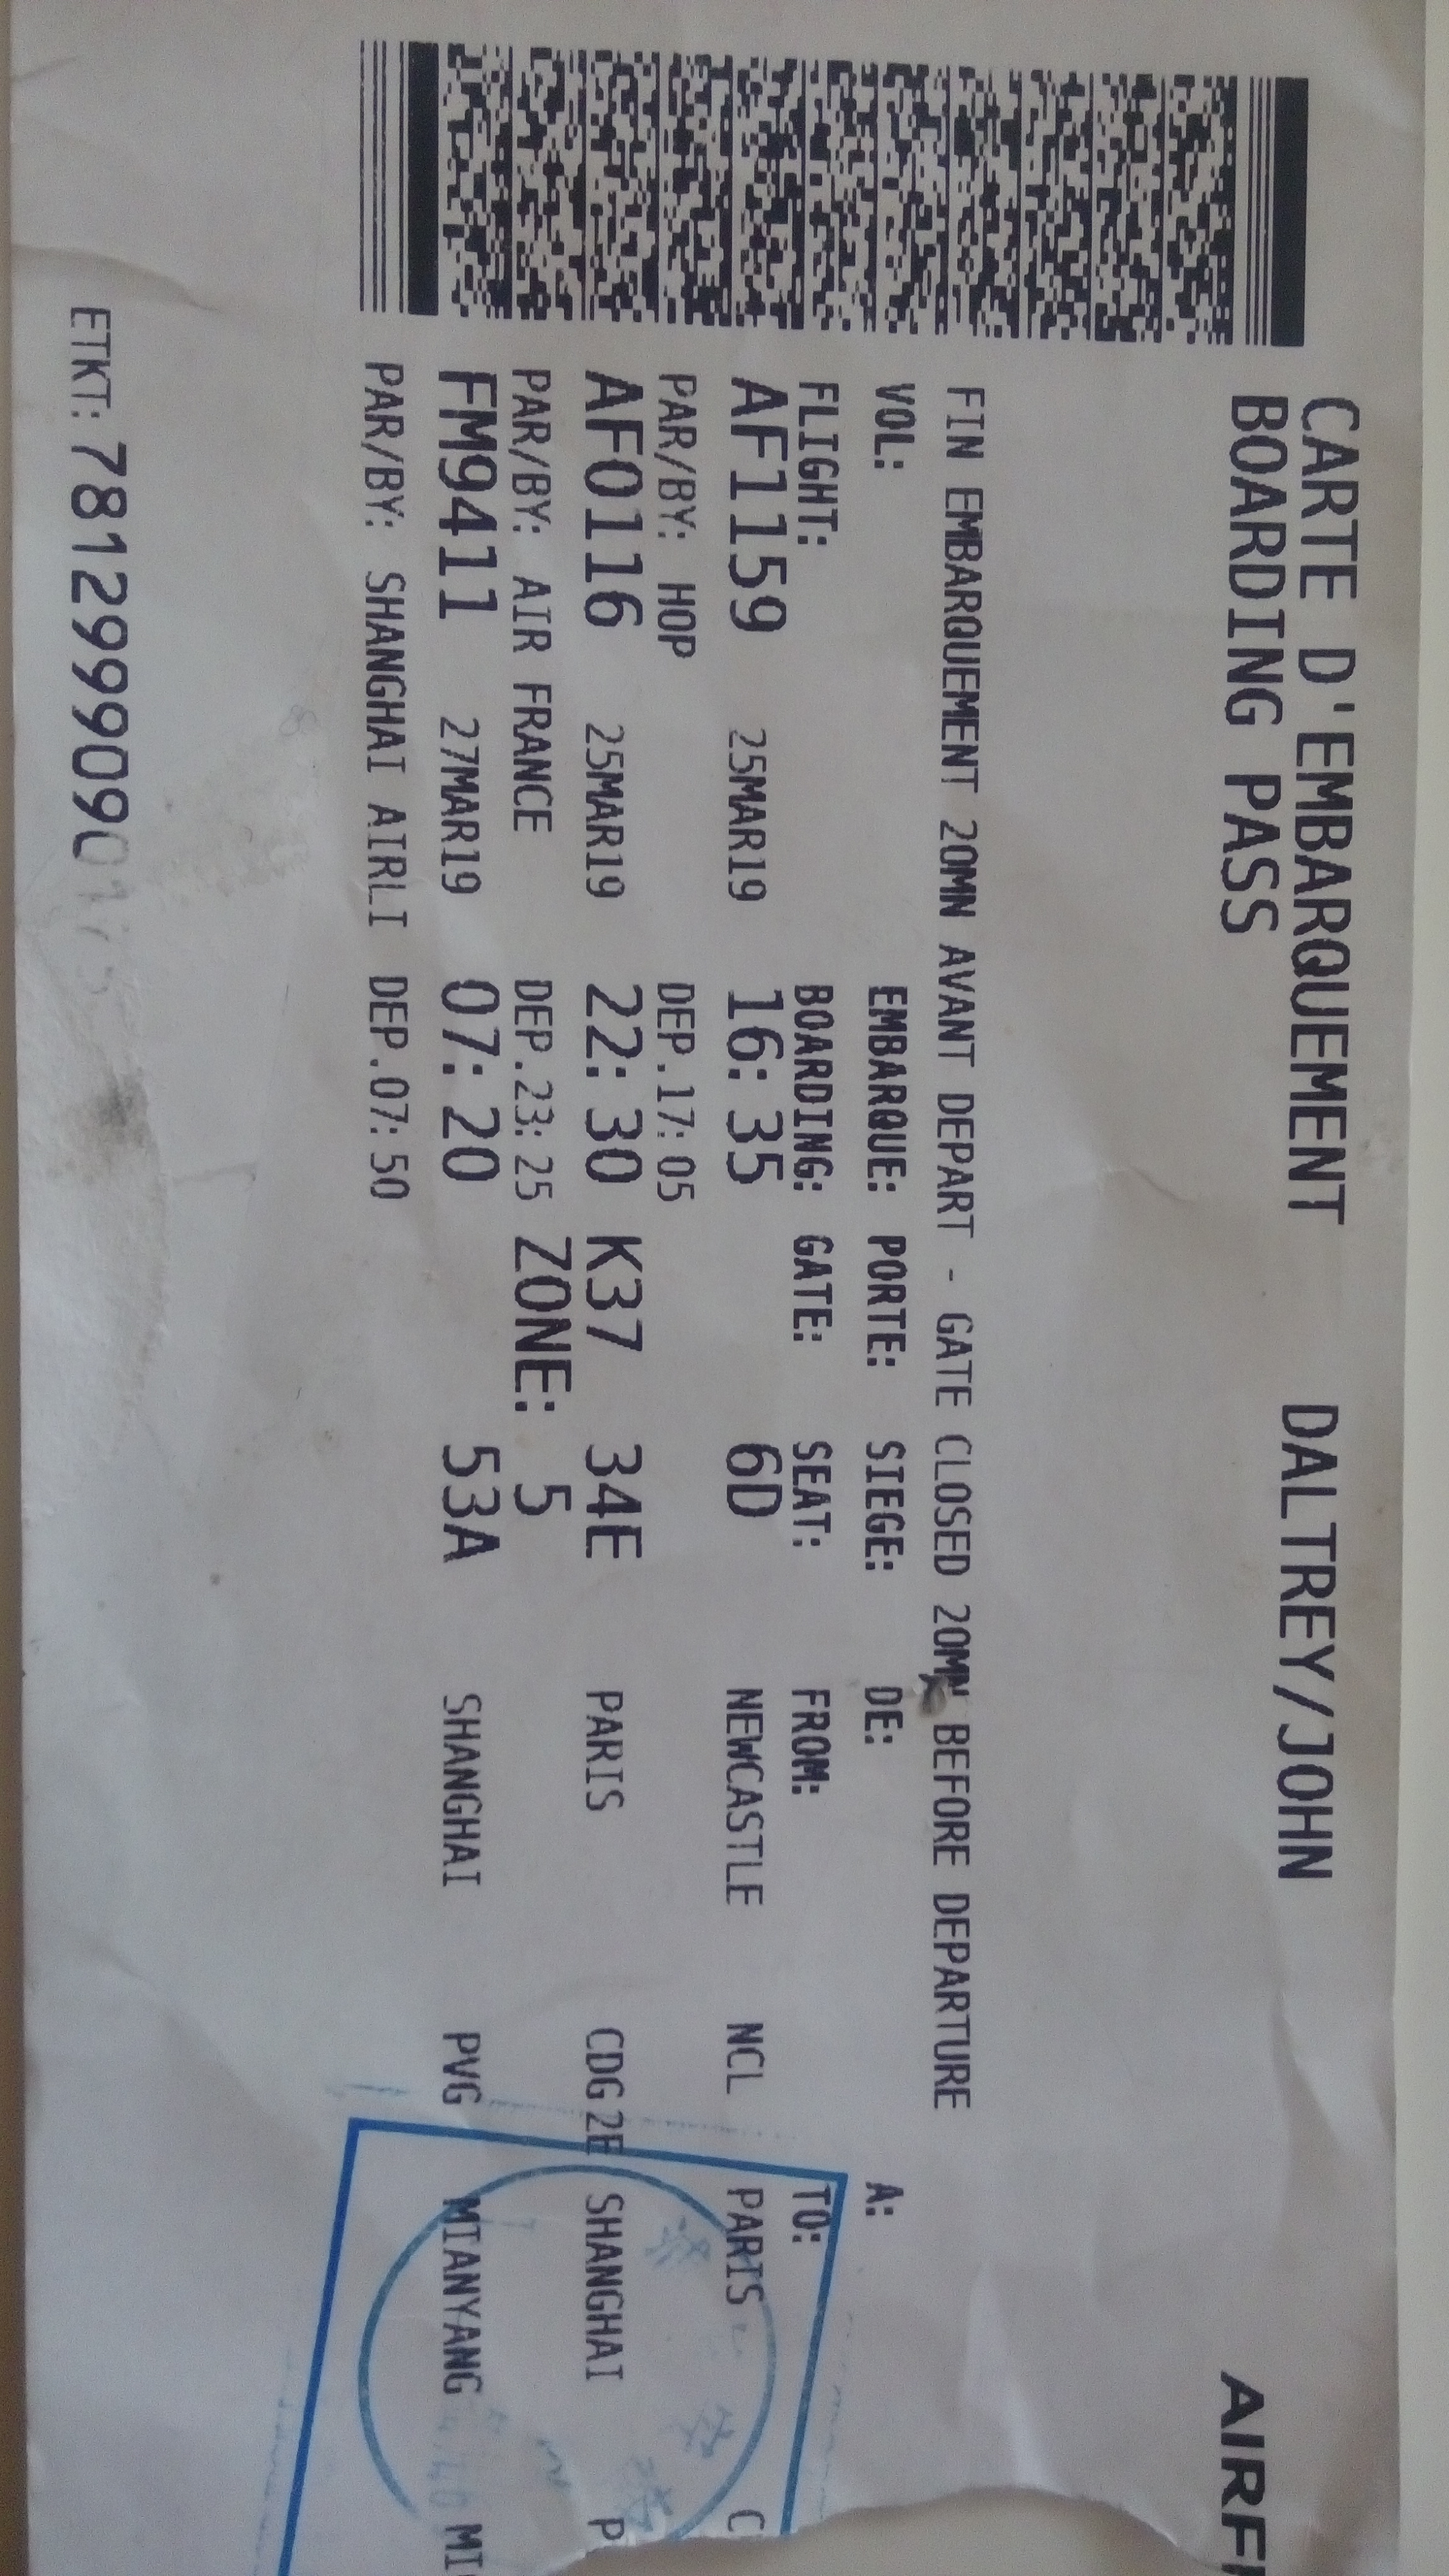 CARTE D'EMBARQUEMENT DALTREY/JOHN
BOARDING PASS AIRF
FIN EMBARQUEMENT 20MN AVANT DEPART - GATE CLOSED 20MN BEFORE DEPARTURE
VOL: EMBARQUE: PORTE: SIEGE: DE: A:
FLIGHT: BOARDING: GATE: SEAT: FROM: TO:
AF1159 25MAR19 16:35 6D NEWCASTLE NCL PARIS C
PAR/BY: HOP DEP.17:05
AF0116 25MAR19 22:30 K37 34E PARIS CDG 2E SHANGHAI P
PAR/BY: AIR FRANCE DEP.23:25 ZONE: 5
FM9411 27MAR19 07:20 53A SHANGHAI PVG MIANYANG MI
PAR/BY: SHANGHAI AIRLI DEP.07:50
ETKT: